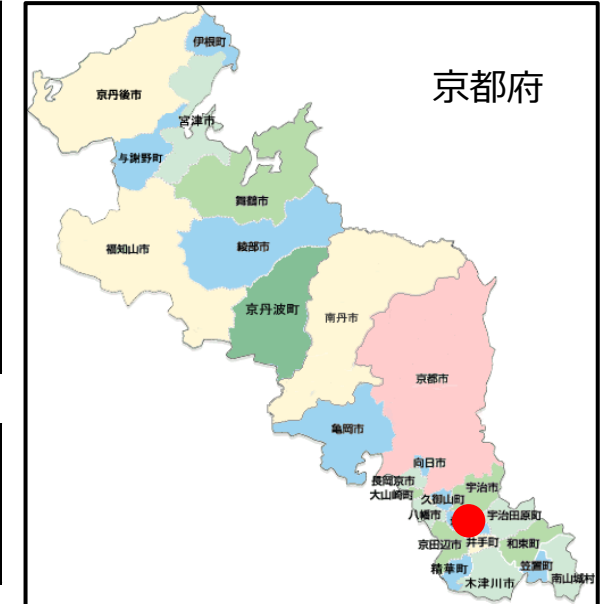 京都府
伊根町
京丹後市
宮津市
与謝野町
舞鶴市
綾部市
福知山市
京丹波町
南丹市
京都市
亀岡市
向日市
長岡京市
大山崎町
宇治市
久御山町
八幡市
宇治田原町
京田辺市
井手町
和束町
精華町
笠置町
木津川市
南山城村